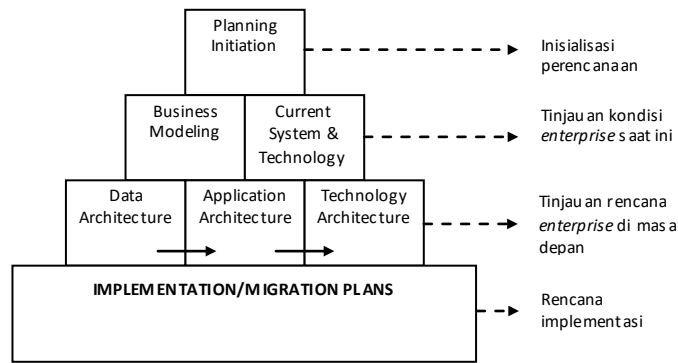 Planning
Initiation
Inisialisasi
perencanaan
Business
Modeling
Current
System &
Technology
Tinjauan kondisi
enterprise saat ini
Data
Architecture
Application
Architecture
Technology
Architecture
Tinjauan rencana
enterprise di masa
depan
IMPLEMENTATION/MIGRATION PLANS
Rencana
implementasi